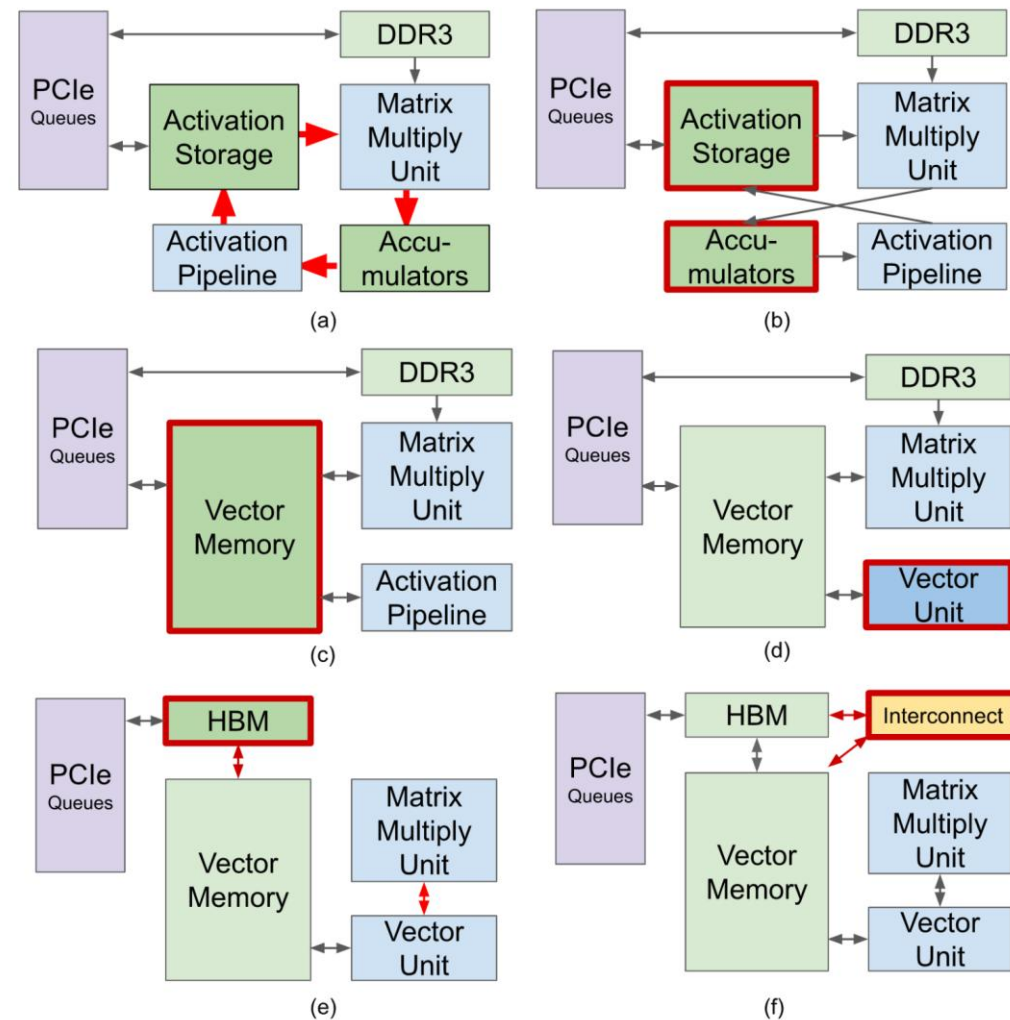 DDR3
PCIe
Queues
Activation
Storage
Matrix
Multiply
Unit
Activation
Pipeline
Accu-
mulators
(a)
DDR3
PCIe
Queues
Activation
Storage
Matrix
Multiply
Unit
Accu-
mulators
Activation
Pipeline
(b)
DDR3
PCIe
Queues
Vector
Memory
Matrix
Multiply
Unit
Activation
Pipeline
(c)
DDR3
PCIe
Queues
Vector
Memory
Matrix
Multiply
Unit
Vector
Unit
(d)
HBM
PCIe
Queues
Vector
Memory
Matrix
Multiply
Unit
Vector
Unit
(e)
HBM
Interconnect
PCIe
Queues
Vector
Memory
Matrix
Multiply
Unit
Vector
Unit
(f)